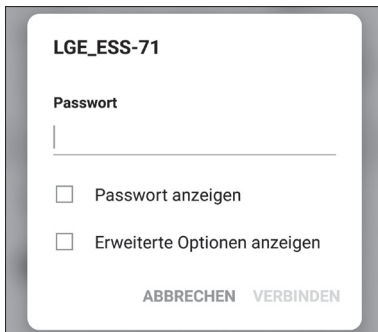 LGE_ESS-71
Passwort
Passwort anzeigen
Erweiterte Optionen anzeigen
ABBRECHEN VERBINDEN